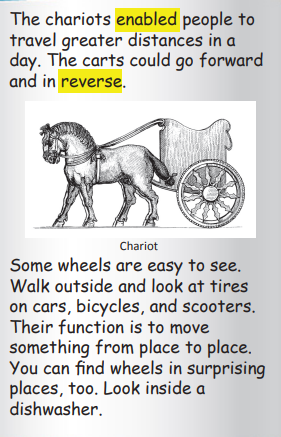 The chariots enabled people to
travel greater distances in a
day. The carts could go forward
and in reverse.
Chariot
Some wheels are easy to see.
Walk outside and look at tires
on cars, bicycles, and scooters.
Their function is to move
something from place to place.
You can find wheels in surprising
places, too. Look inside a
dishwasher.